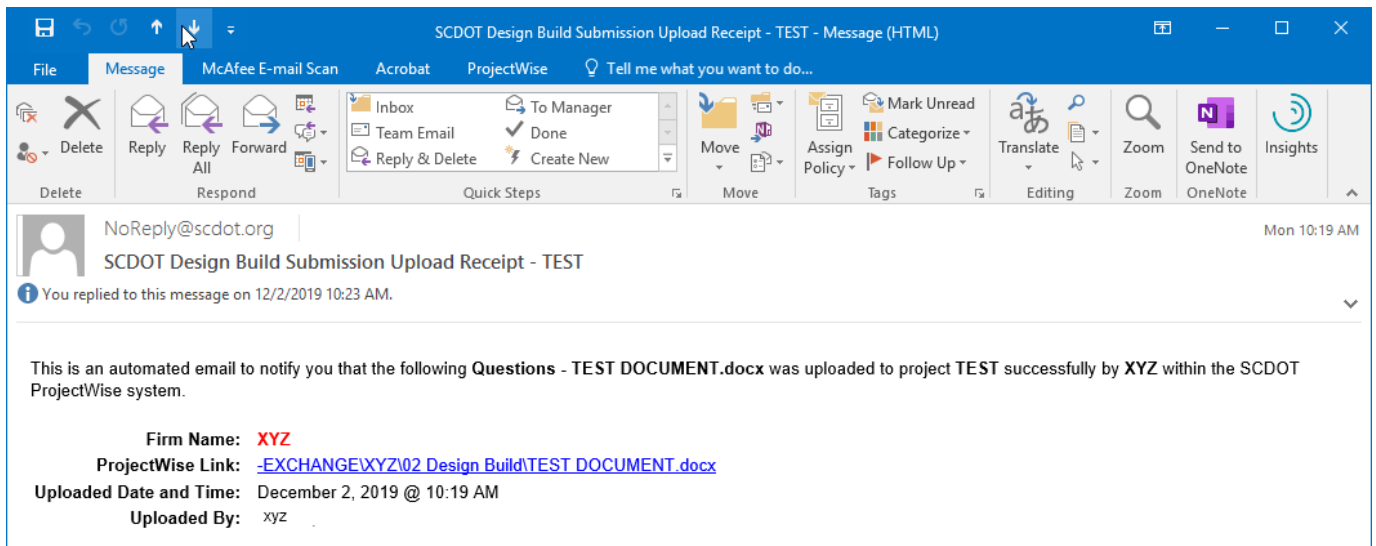 SCDOT Design Build Submission Upload Receipt - TEST - Message (HTML)
File Message McAfee E-mail Scan Acrobat ProjectWise Tell me what you want to do...
Inbox To Manager Mark Unread
Team Email Done Categorize
Delete Reply Reply All Forward Reply & Delete Create New Move Assign Policy Follow Up Translate Zoom Send to OneNote Insights
Delete Respond Quick Steps Move Tags Editing Zoom OneNote
NoReply@scdot.org Mon 10:19 AM
SCDOT Design Build Submission Upload Receipt - TEST
You replied to this message on 12/2/2019 10:23 AM.
This is an automated email to notify you that the following Questions - TEST DOCUMENT.docx was uploaded to project TEST successfully by XYZ within the SCDOT
ProjectWise system.
Firm Name: XYZ
ProjectWise Link: -EXCHANGE\XYZ\02 Design Build\TEST DOCUMENT.docx
Uploaded Date and Time: December 2, 2019 @ 10:19 AM
Uploaded By: xyz